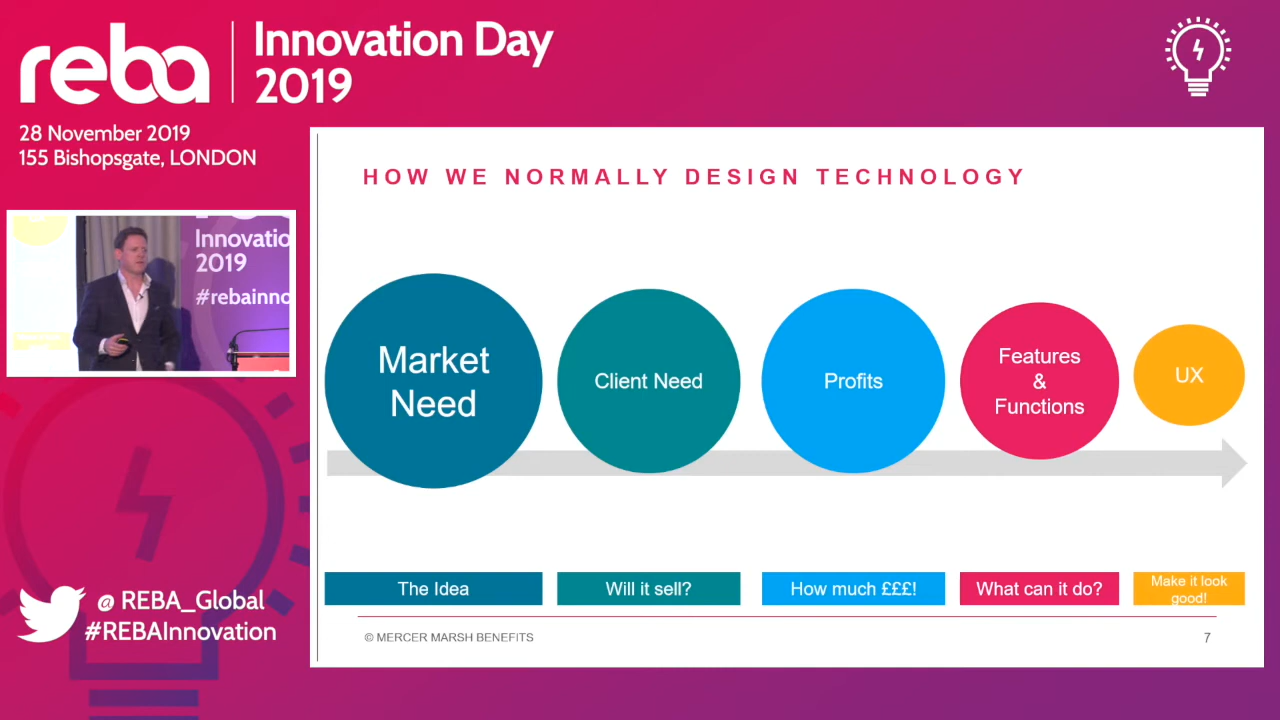 reba
Innovation Day
2019
28 November 2019
155 Bishopsgate, LONDON
Innovatio
2019
#rebainno
@ REBA_Global
#REBAInnovation
HOW WE NORMALLY DESIGN TECHNOLOGY
Market
Need
Client Need
Profits
Features
&
Functions
UX
The Idea
Will it sell?
How much £££!
What can it do?
Make it look
good!
© MERCER MARSH BENEFITS
7